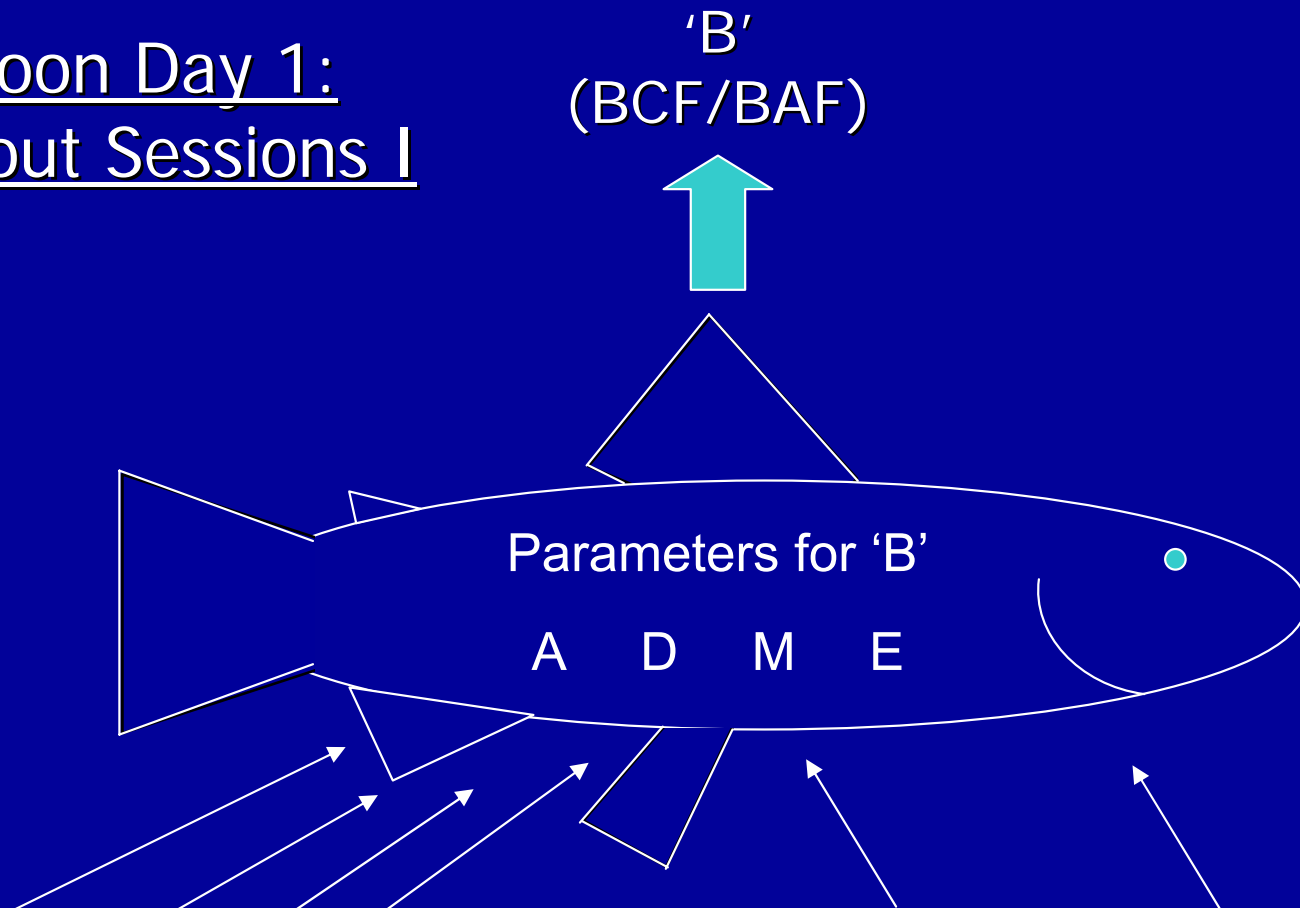 oon Day 1:
out Sessions I
‘B’
(BCF/BAF)
Parameters for ‘B’
A D M E